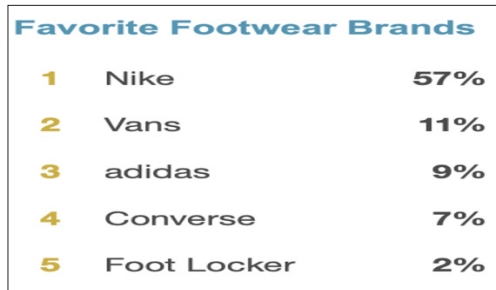 Favorite Footwear Brands
1 Nike 57%
2 Vans 11%
3 adidas 9%
4 Converse 7%
5 Foot Locker 2%